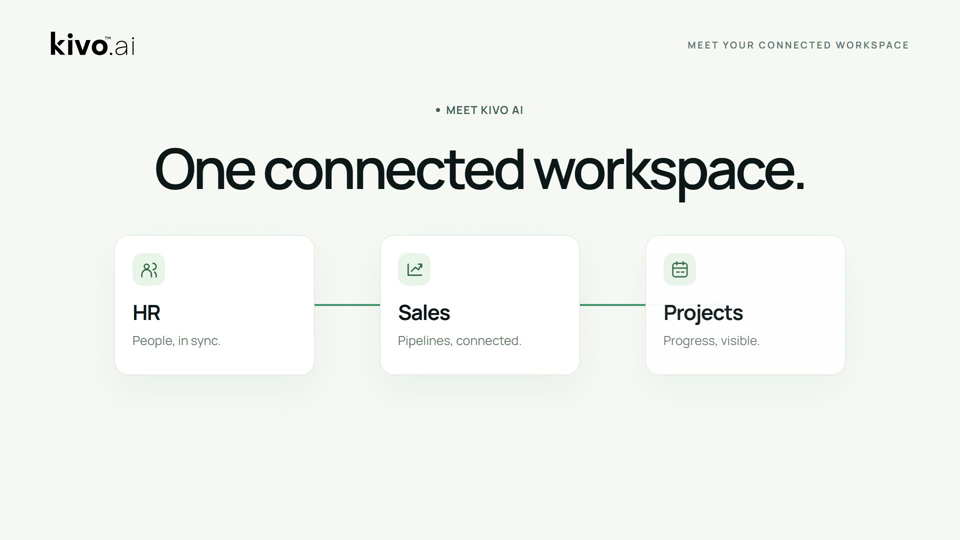 kivo™.ai
MEET YOUR CONNECTED WORKSPACE
• MEET KIVO AI
One connected workspace.
HR
People, in sync.
Sales
Pipelines, connected.
Projects
Progress, visible.